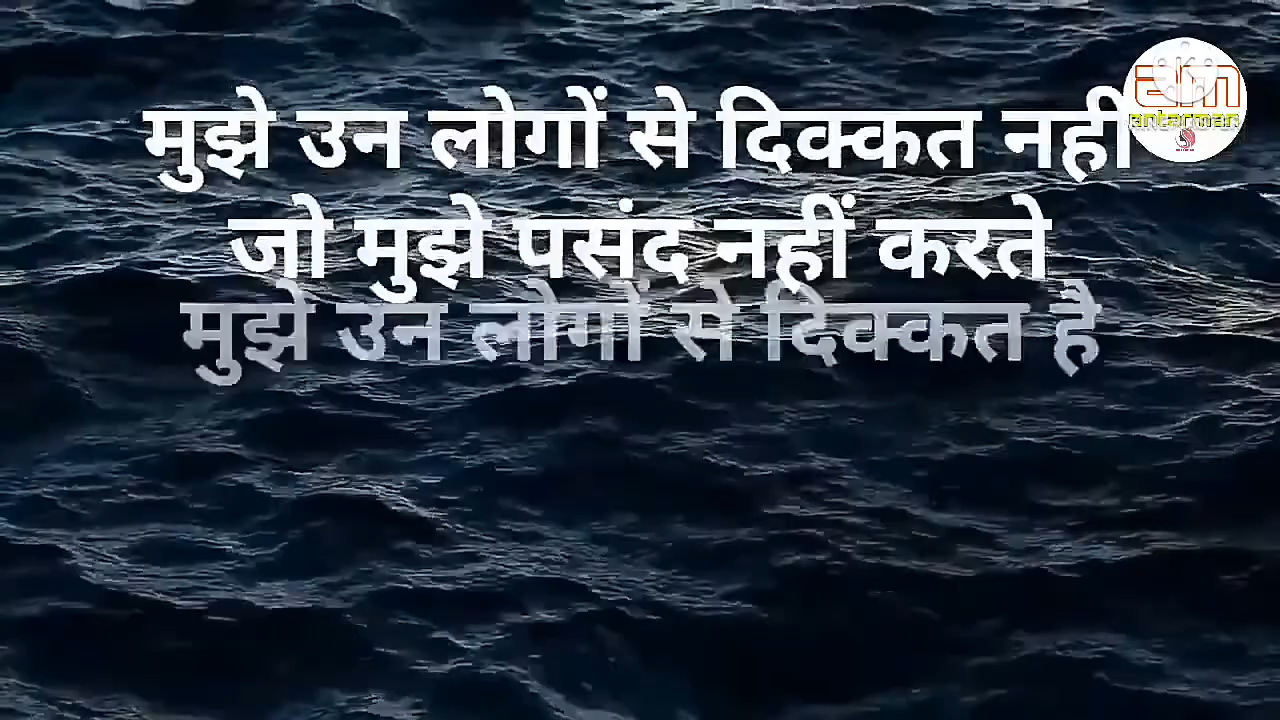 मुझे उन लोगों से दिक्कत नहीं
जो मुझे पसंद नहीं करते
मुझे उन लोगों से दिक्कत है
antarman